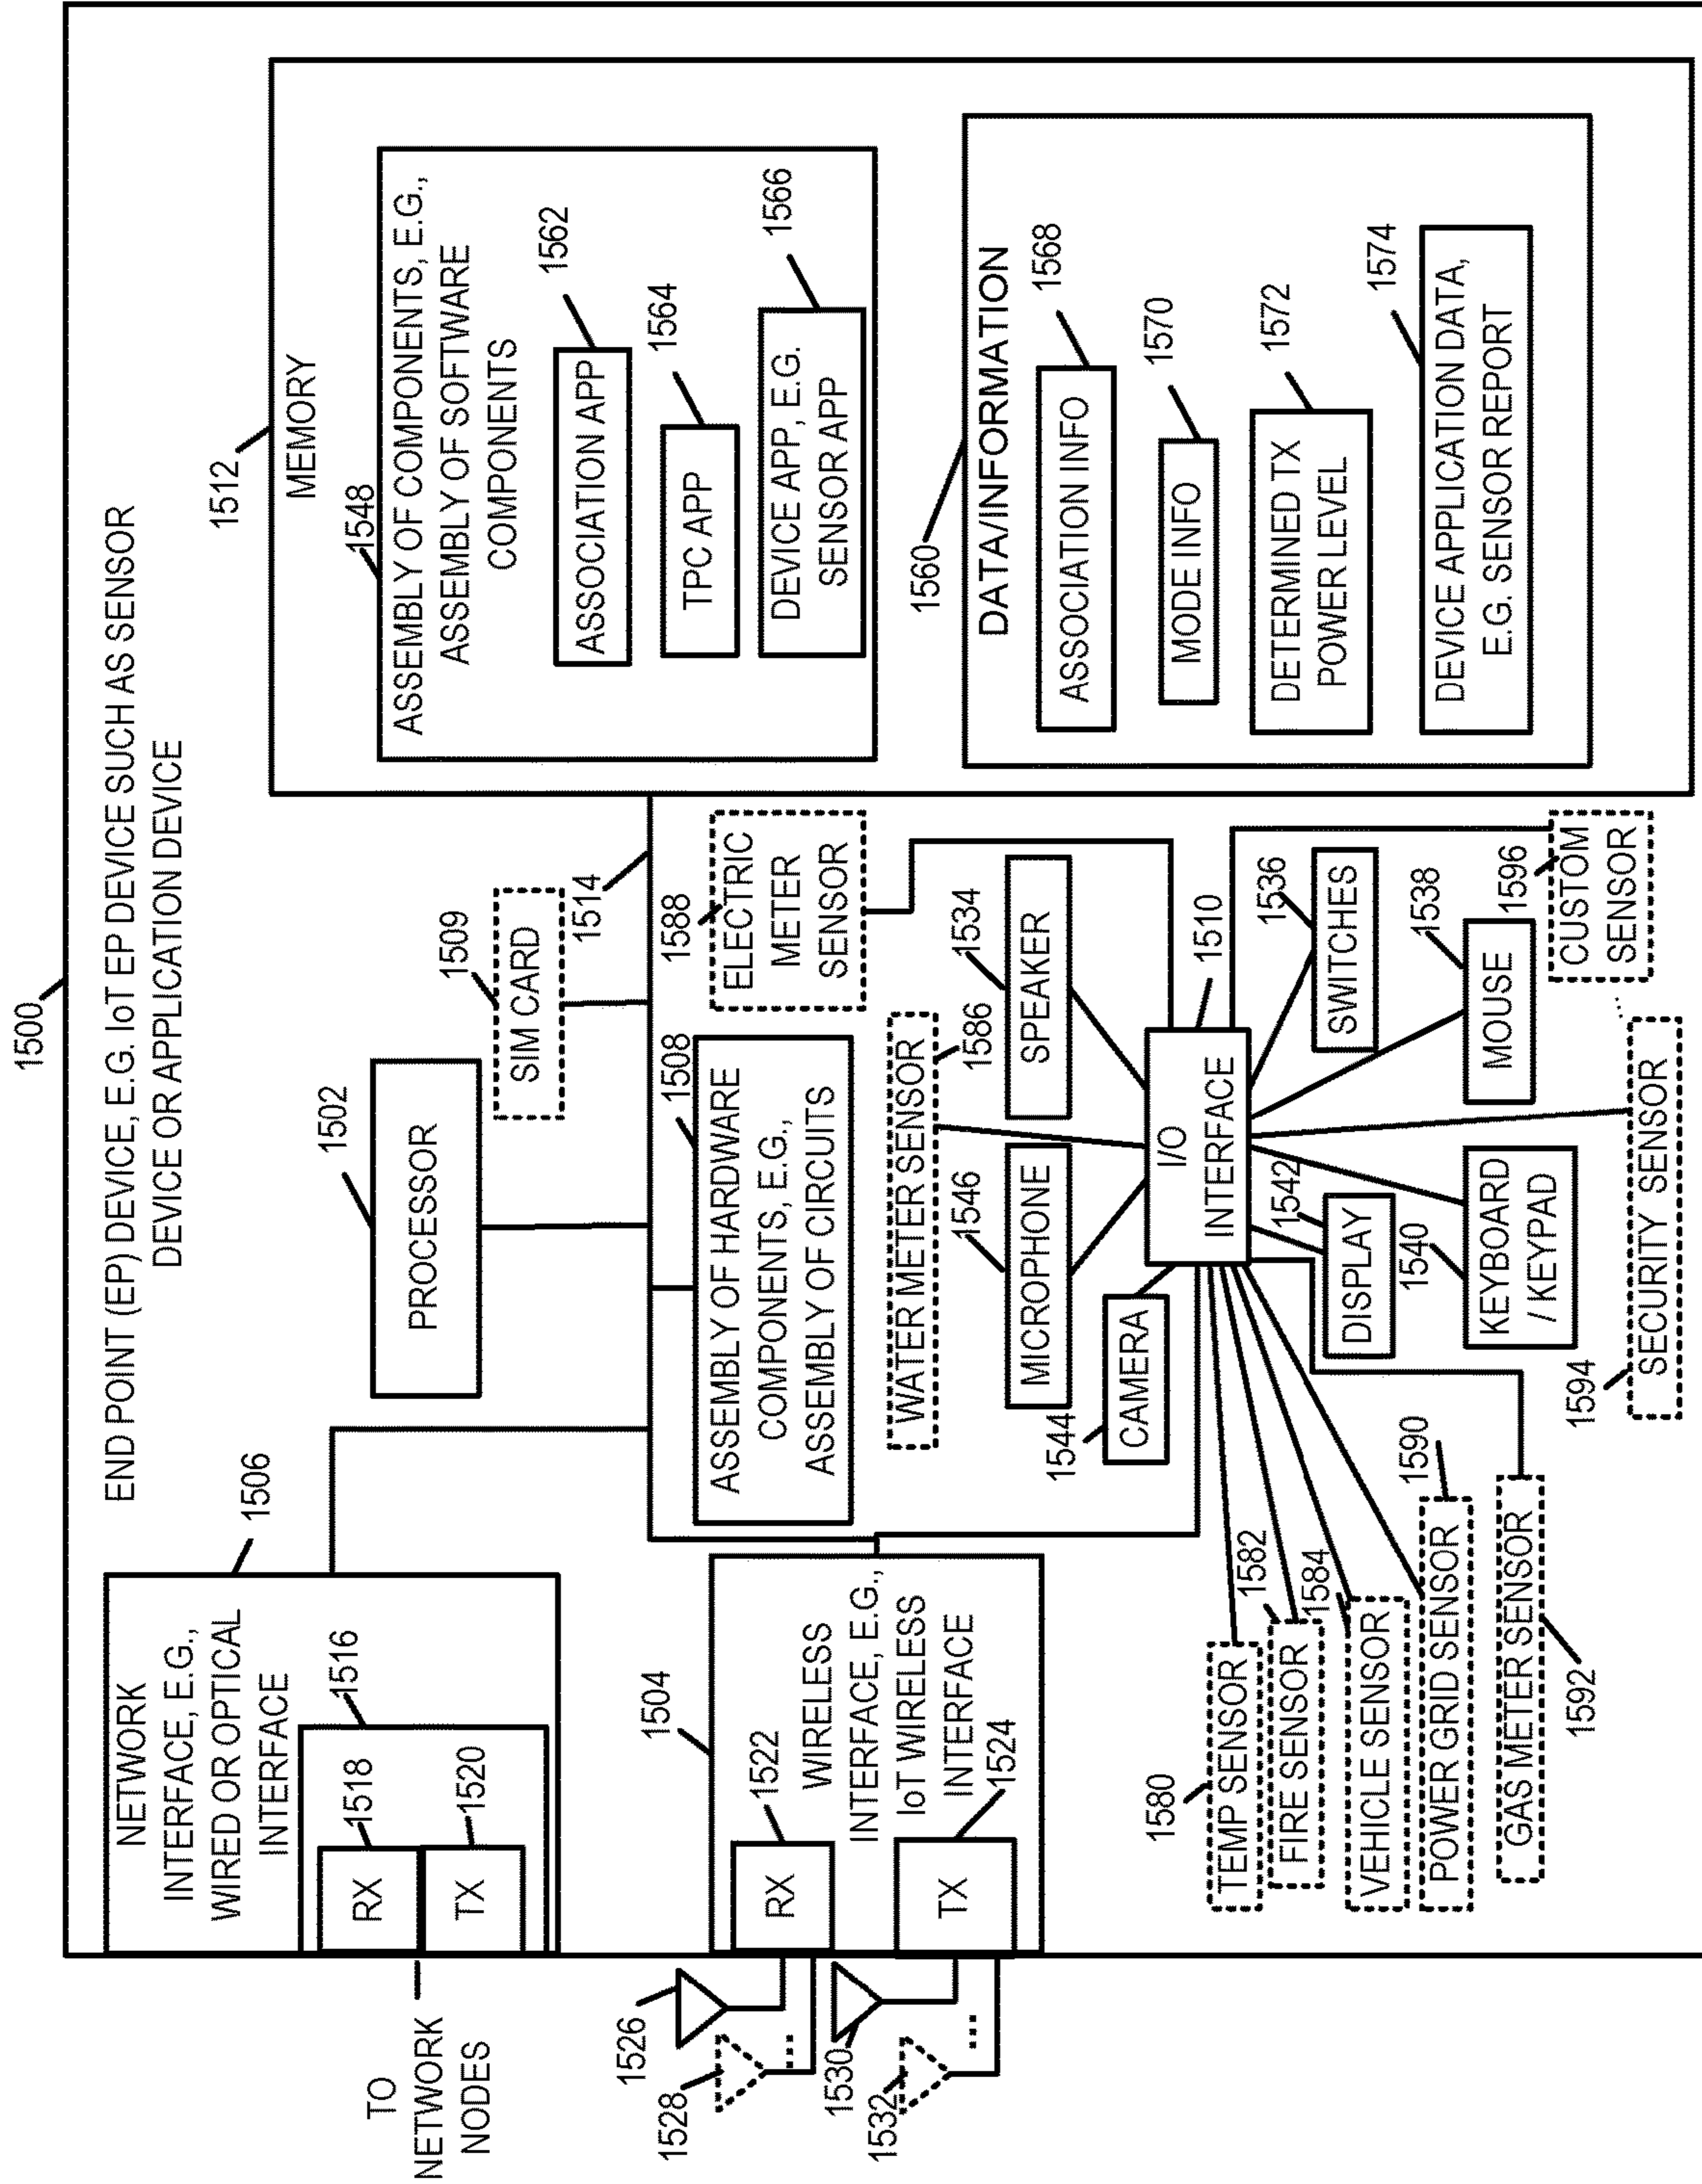 1500
END POINT (EP) DEVICE, E.G. IoT EP DEVICE SUCH AS SENSOR
DEVICE OR APPLICATION DEVICE
NETWORK
INTERFACE, E.G.,
WIRED OR OPTICAL
INTERFACE
1506
1516
RX
1518
TX
1520
TO
NETWORK
NODES
1502
PROCESSOR
1509
SIM CARD
1514
1512
MEMORY
1548
ASSEMBLY OF COMPONENTS, E.G.,
ASSEMBLY OF SOFTWARE
COMPONENTS
ASSOCIATION APP
1562
TPC APP
1564
DEVICE APP, E.G.
SENSOR APP
1566
1560
DATA/INFORMATION
ASSOCIATION INFO
1568
MODE INFO
1570
DETERMINED TX
POWER LEVEL
1572
DEVICE APPLICATION DATA,
E.G. SENSOR REPORT
1574
1508
ASSEMBLY OF HARDWARE
COMPONENTS, E.G.,
ASSEMBLY OF CIRCUITS
1588
ELECTRIC
METER
SENSOR
1504
WIRELESS
INTERFACE, E.G.,
IoT WIRELESS
INTERFACE
RX
1522
TX
1524
1526
1528
...
1530
1532
...
WATER METER SENSOR
1586
1546
MICROPHONE
SPEAKER
1534
1544
CAMERA
I/O
INTERFACE
1510
1536
SWITCHES
1538
MOUSE
1596
CUSTOM
SENSOR
...
1542
DISPLAY
1540
KEYBOARD
/ KEYPAD
1594
SECURITY SENSOR
1580
TEMP SENSOR
1582
FIRE SENSOR
1584
VEHICLE SENSOR
1590
POWER GRID SENSOR
GAS METER SENSOR
1592